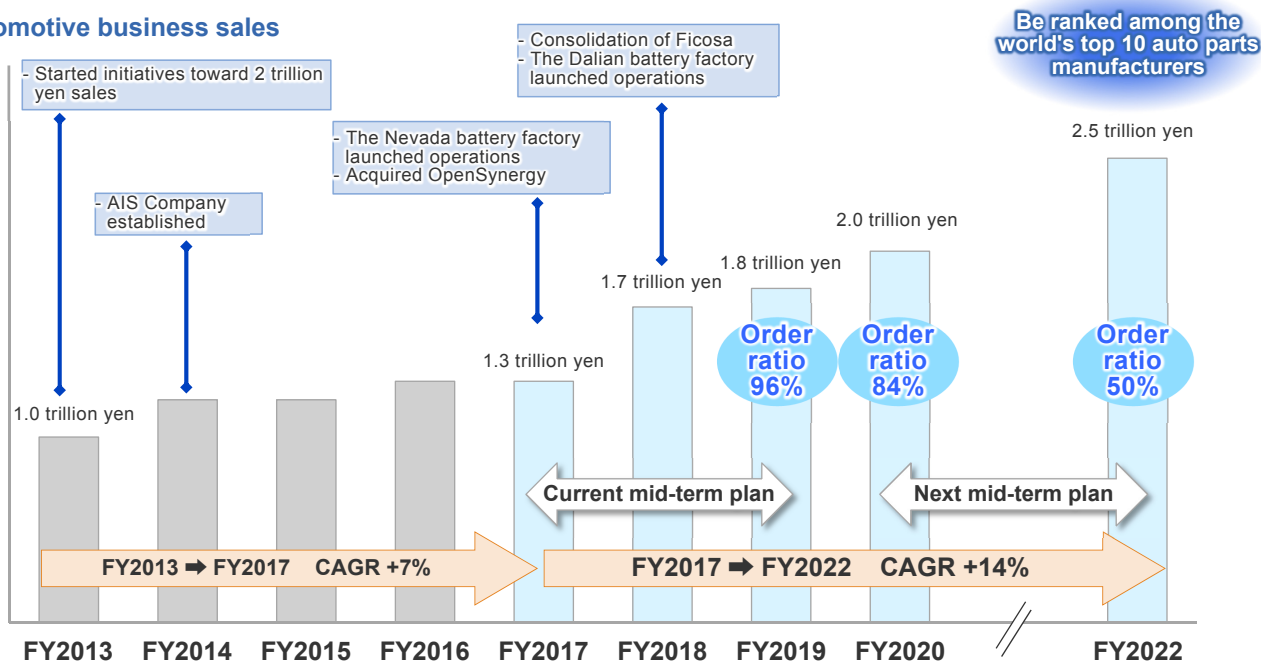 omotive business sales
Be ranked among the
world's top 10 auto parts
manufacturers
- Started initiatives toward 2 trillion
yen sales
- AIS Company
established
- The Nevada battery factory
launched operations
- Acquired OpenSynergy
- Consolidation of Ficosa
- The Dalian battery factory
launched operations
1.0 trillion yen
1.3 trillion yen
1.7 trillion yen
1.8 trillion yen
2.0 trillion yen
2.5 trillion yen
Order
ratio
96%
Order
ratio
84%
Order
ratio
50%
Current mid-term plan
Next mid-term plan
FY2013 ➡ FY2017 CAGR +7%
FY2017 ➡ FY2022 CAGR +14%
FY2013 FY2014 FY2015 FY2016 FY2017 FY2018 FY2019 FY2020 // FY2022